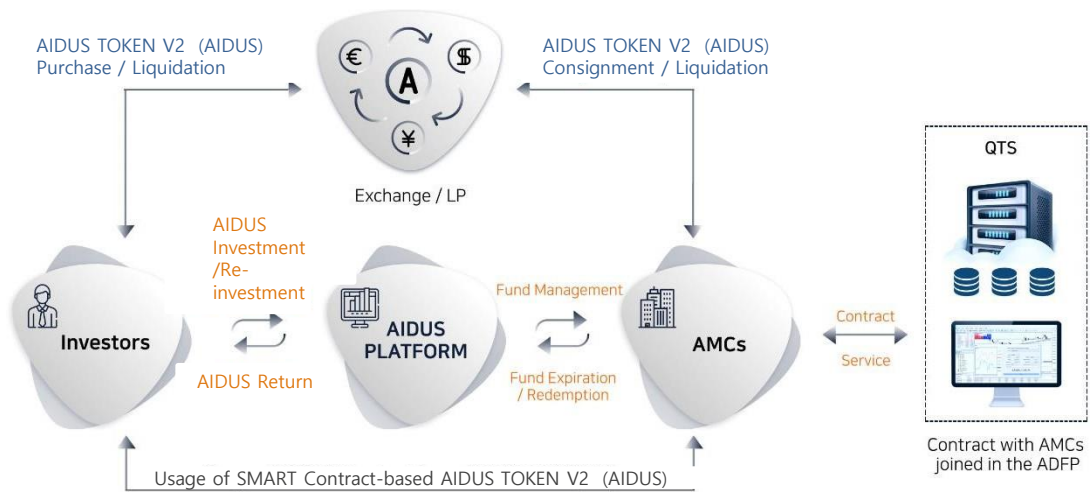 AIDUS TOKEN V2 (AIDUS)
Purchase / Liquidation
AIDUS TOKEN V2 (AIDUS)
Consignment / Liquidation
€
$
A
¥
Exchange / LP
QTS
AIDUS
Investment
/Re-
investment
Investors
AIDUS Return
AIDUS
PLATFORM
Fund Management
Fund Expiration
/ Redemption
AMCs
Contract
Service
Contract with AMCs
joined in the ADFP
Usage of SMART Contract-based AIDUS TOKEN V2 (AIDUS)